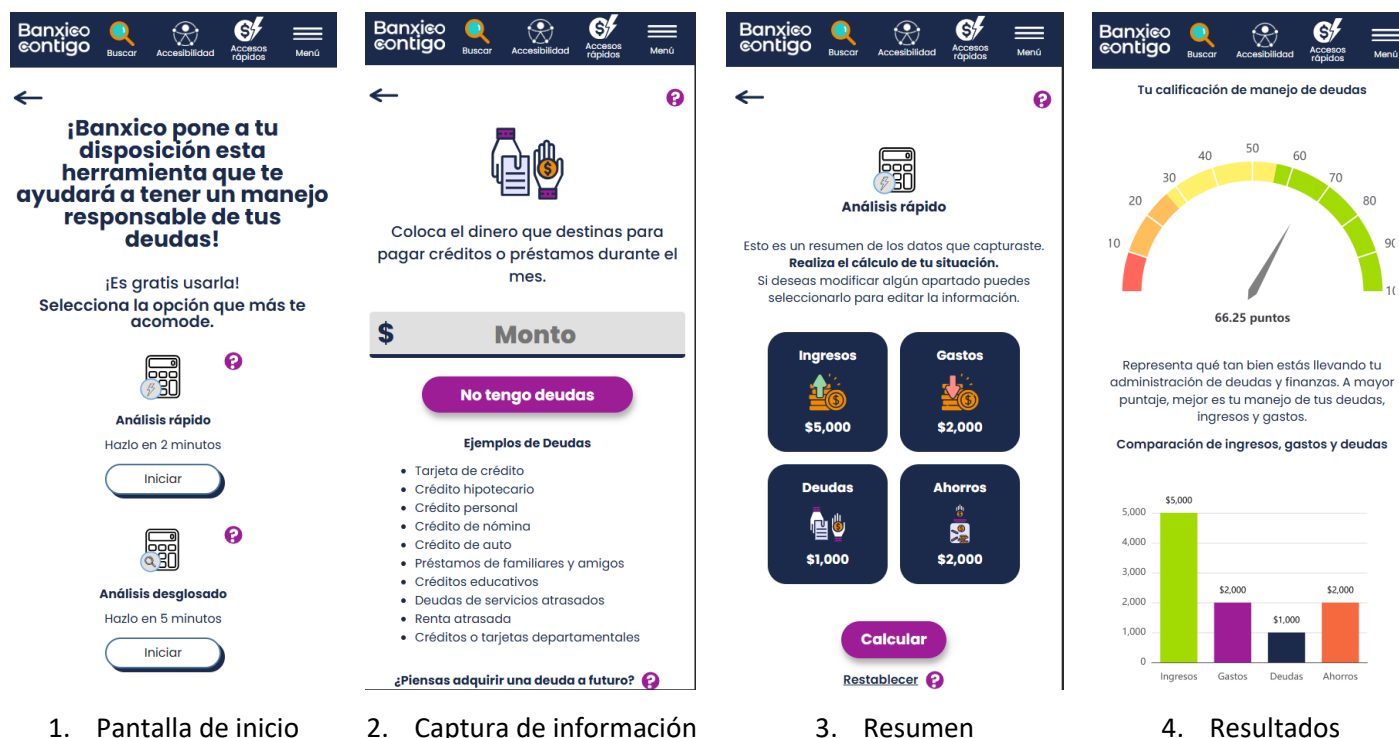 Banxico
contigo
Buscar
Accesibilidad
Accesos
rápidos
Menú
¡Banxico pone a tu
disposición esta
herramienta que te
ayudará a tener un manejo
responsable de tus
deudas!
¡Es gratis usarla!
Selecciona la opción que más te
acomode.
?
Análisis rápido
Hazlo en 2 minutos
Iniciar
?
Análisis desglosado
Hazlo en 5 minutos
Iniciar
1. Pantalla de inicio
Banxico
contigo
Buscar
Accesibilidad
Accesos
rápidos
Menú
?
Coloca el dinero que destinas para
pagar créditos o préstamos durante el
mes.
$ Monto
No tengo deudas
Ejemplos de Deudas
• Tarjeta de crédito
• Crédito hipotecario
• Crédito personal
• Crédito de nómina
• Crédito de auto
• Préstamos de familiares y amigos
• Créditos educativos
• Deudas de servicios atrasados
• Renta atrasada
• Créditos o tarjetas departamentales
¿Piensas adquirir una deuda a futuro? ?
2. Captura de información
Banxico
contigo
Buscar
Accesibilidad
Accesos
rápidos
Menú
?
Análisis rápido
Esto es un resumen de los datos que capturaste.
Realiza el cálculo de tu situación.
Si deseas modificar algún apartado puedes
seleccionarlo para editar la información.
Ingresos
$5,000
Gastos
$2,000
Deudas
$1,000
Ahorros
$2,000
Calcular
Restablecer ?
3. Resumen
Banxico
contigo
Buscar
Accesibilidad
Accesos
rápidos
Menú
Tu calificación de manejo de deudas
10
20
30
40
50
60
70
80
90
10
66.25 puntos
Representa qué tan bien estás llevando tu
administración de deudas y finanzas. A mayor
puntaje, mejor es tu manejo de tus deudas,
ingresos y gastos.
Comparación de ingresos, gastos y deudas
5,000
4,000
3,000
2,000
1,000
0
$5,000
$2,000
$1,000
$2,000
Ingresos Gastos Deudas Ahorros
4. Resultados